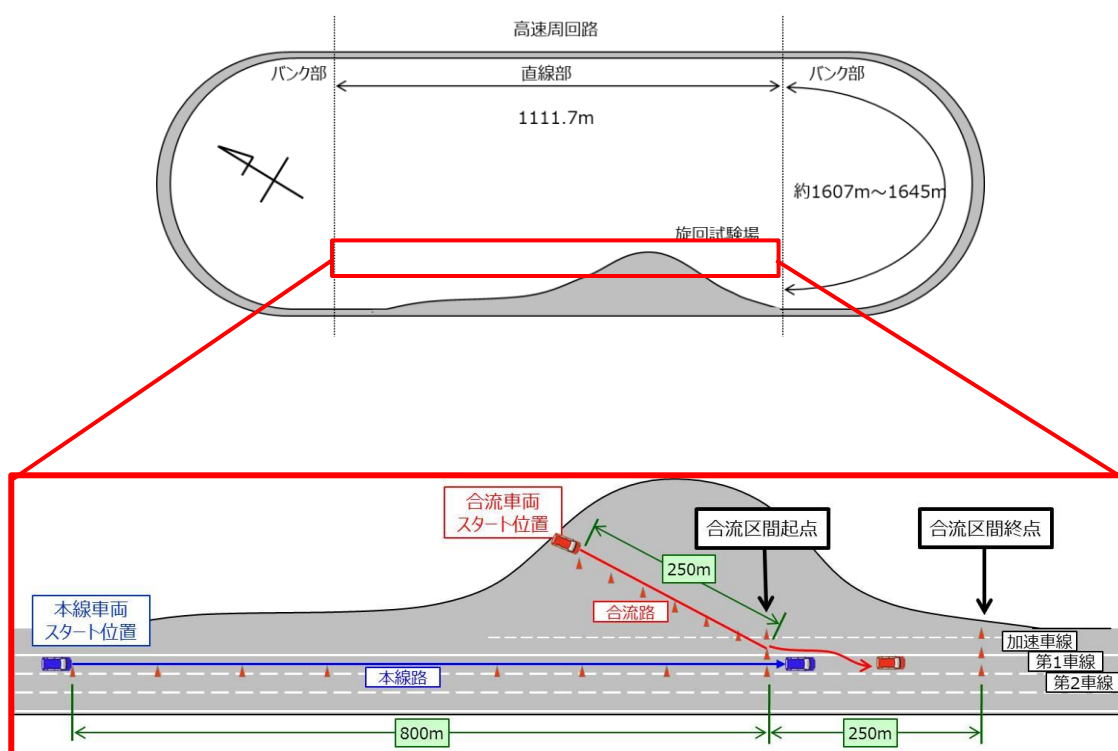 高速周回路
バンク部
直線部
バンク部
1111.7m
約1607m～1645m
旋回試験場
合流車両
スタート位置
合流区間起点
合流区間終点
250m
本線車両
スタート位置
合流路
加速車線
第1車線
第2車線
本線路
800m
250m